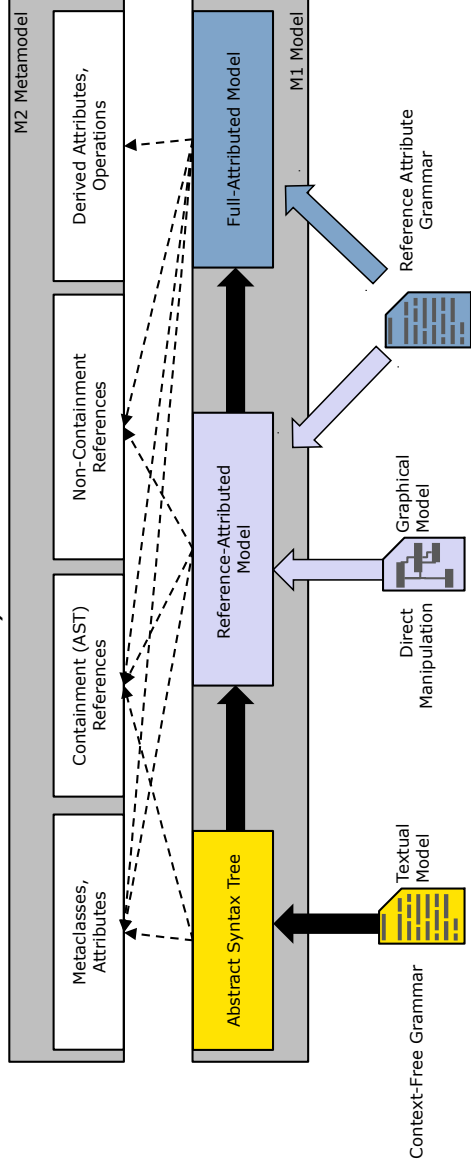 M2 Metamodel
Metaclasses,
Attributes
Containment (AST)
References
Non-Containment
References
Derived Attributes,
Operations
Abstract Syntax Tree
Reference-Attributed
Model
Full-Attributed Model
M1 Model
Context-Free Grammar
Textual
Model
Direct
Manipulation
Graphical
Model
Reference Attribute
Grammar